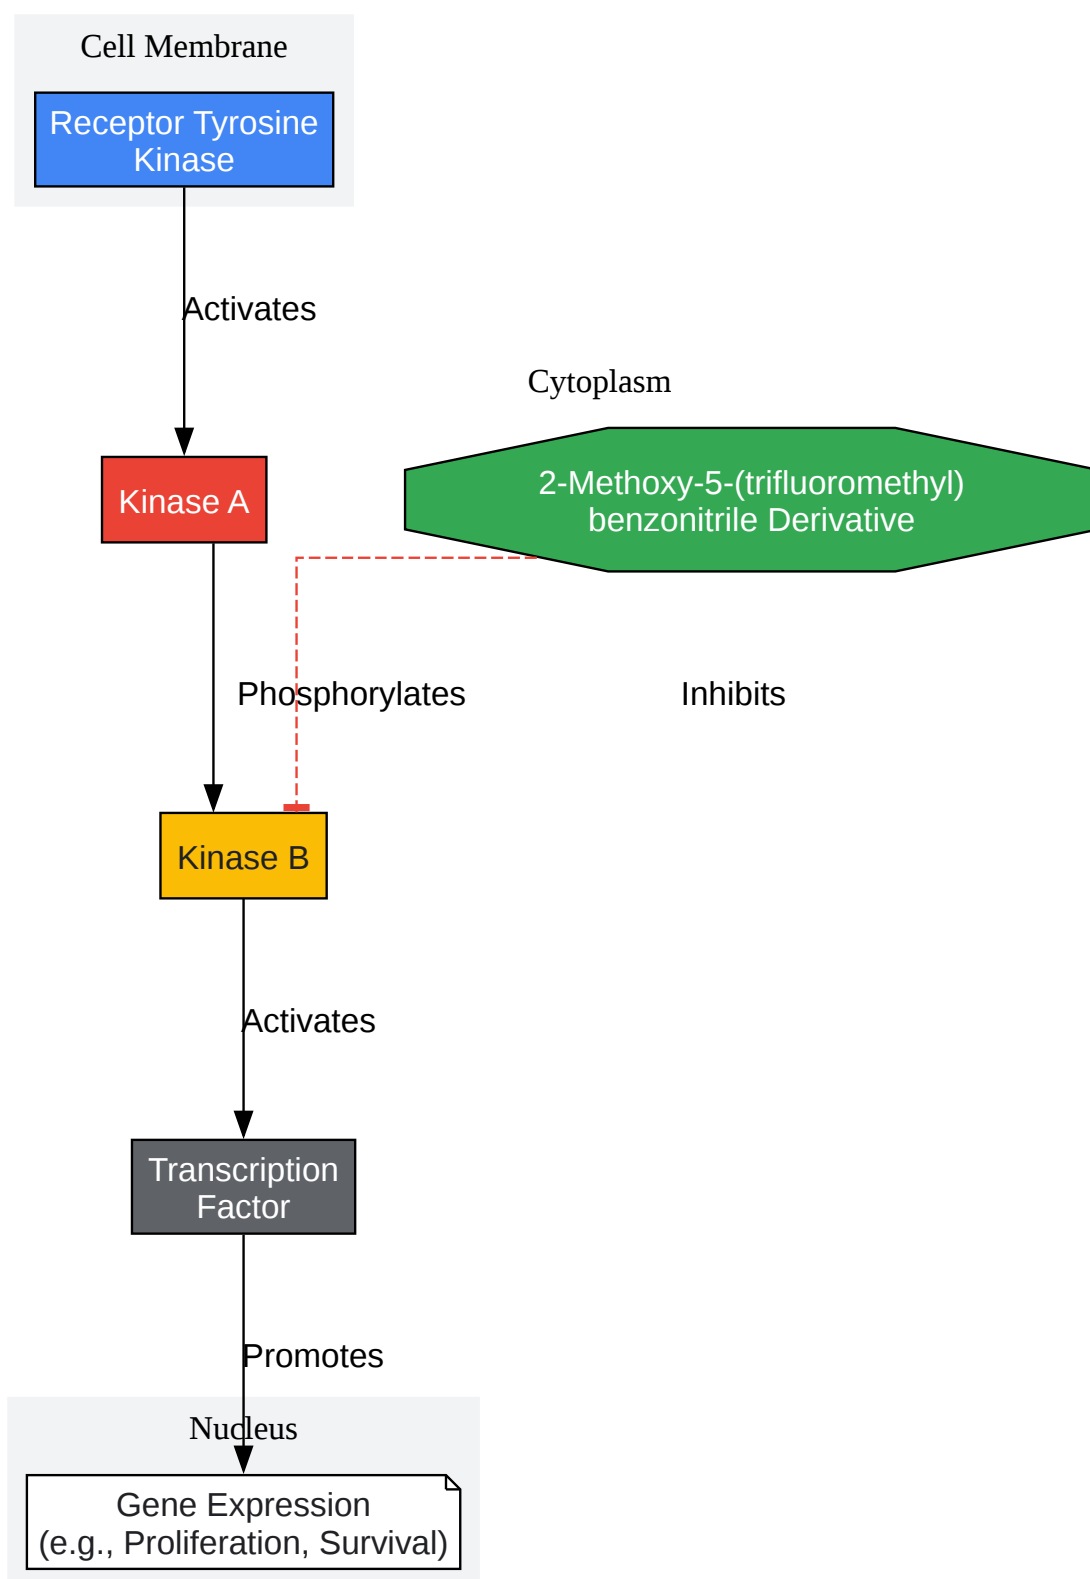 Cell Membrane
Receptor Tyrosine
Kinase
Activates
Cytoplasm
Kinase A
2-Methoxy-5-(trifluoromethyl)
benzonitrile Derivative
Phosphorylates
Inhibits
Kinase B
Activates
Transcription
Factor
Promotes
Nucleus
Gene Expression
(e.g., Proliferation, Survival)